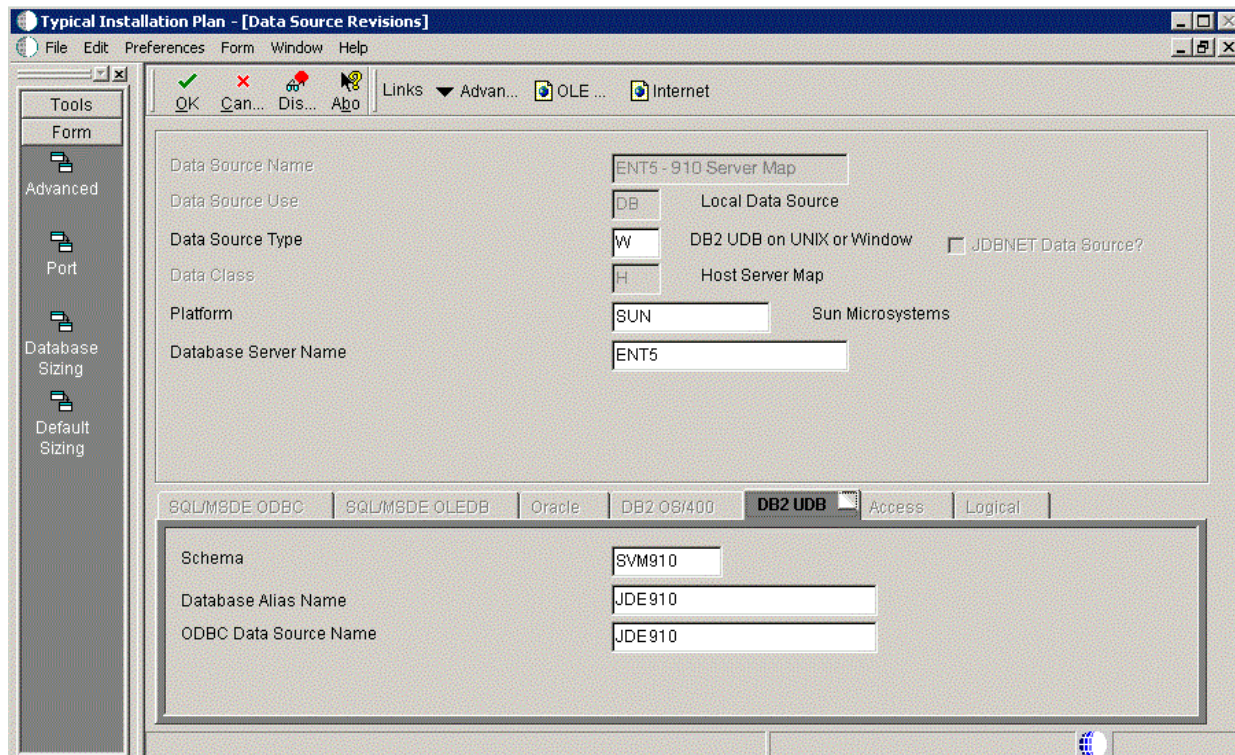 Typical Installation Plan - [Data Source Revisions]
File Edit Preferences Form Window Help
Tools
Form
Advanced
Port
Database
Sizing
Default
Sizing
OK Can... Dis... Abo Links Advan... OLE ... Internet
Data Source Name ENT5 - 910 Server Map
Data Source Use DB Local Data Source
Data Source Type W DB2 UDB on UNIX or Window JDBNET Data Source?
Data Class H Host Server Map
Platform SUN Sun Microsystems
Database Server Name ENT5
SQL/MSDE ODBC SQL/MSDE OLEDB Oracle DB2 OS/400 DB2 UDB Access Logical
Schema SVM910
Database Alias Name JDE910
ODBC Data Source Name JDE910